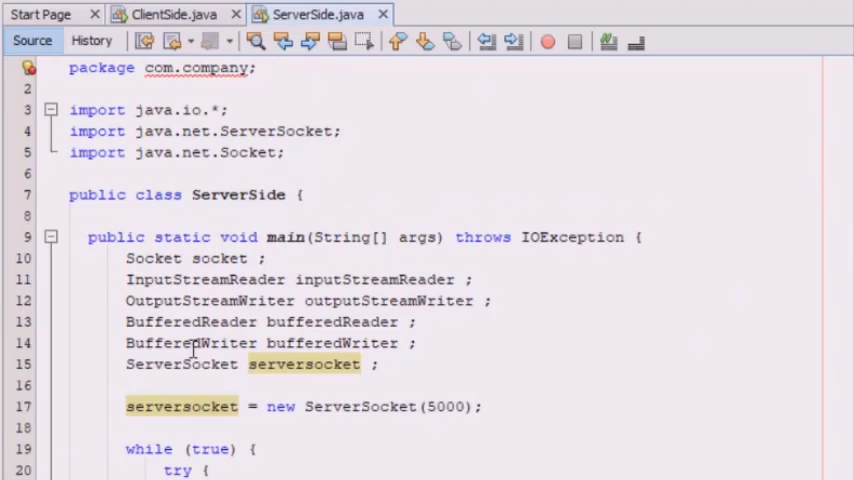 Start Page ClientSide.java ServerSide.java
Source History
package com.company;
2
3 import java.io.*;
4 import java.net.ServerSocket;
5 import java.net.Socket;
6
7 public class ServerSide {
8
9 public static void main(String[] args) throws IOException {
10 Socket socket ;
11 InputStreamReader inputStreamReader ;
12 OutputStreamWriter outputStreamWriter ;
13 BufferedReader bufferedReader ;
14 BufferedWriter bufferedWriter ;
15 ServerSocket serversocket ;
16
17 serversocket = new ServerSocket(5000);
18
19 while (true) {
20 try {